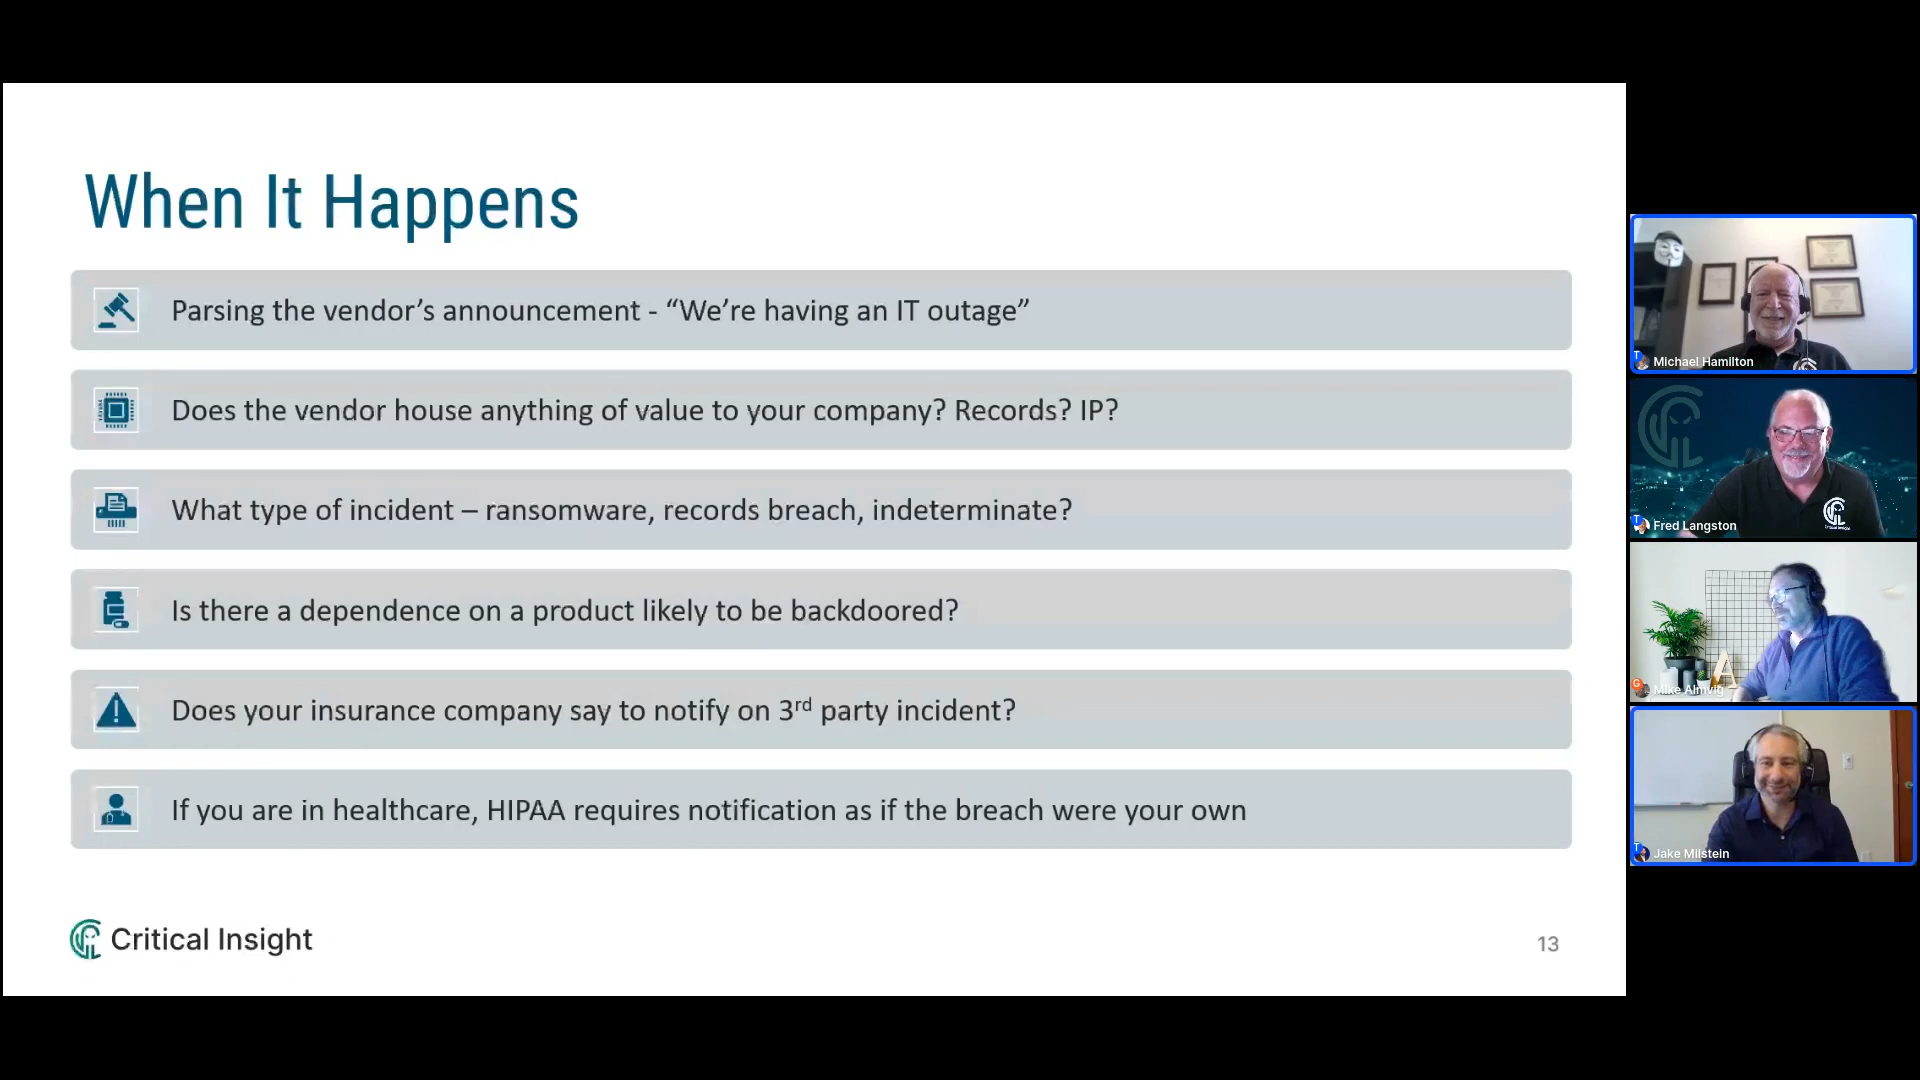 When It Happens
Parsing the vendor’s announcement - “We’re having an IT outage”
Does the vendor house anything of value to your company? Records? IP?
What type of incident – ransomware, records breach, indeterminate?
Is there a dependence on a product likely to be backdoored?
Does your insurance company say to notify on 3rd party incident?
If you are in healthcare, HIPAA requires notification as if the breach were your own
Critical Insight
13
Michael Hamilton
Fred Langston
Mike Almvig
Jake Milstein